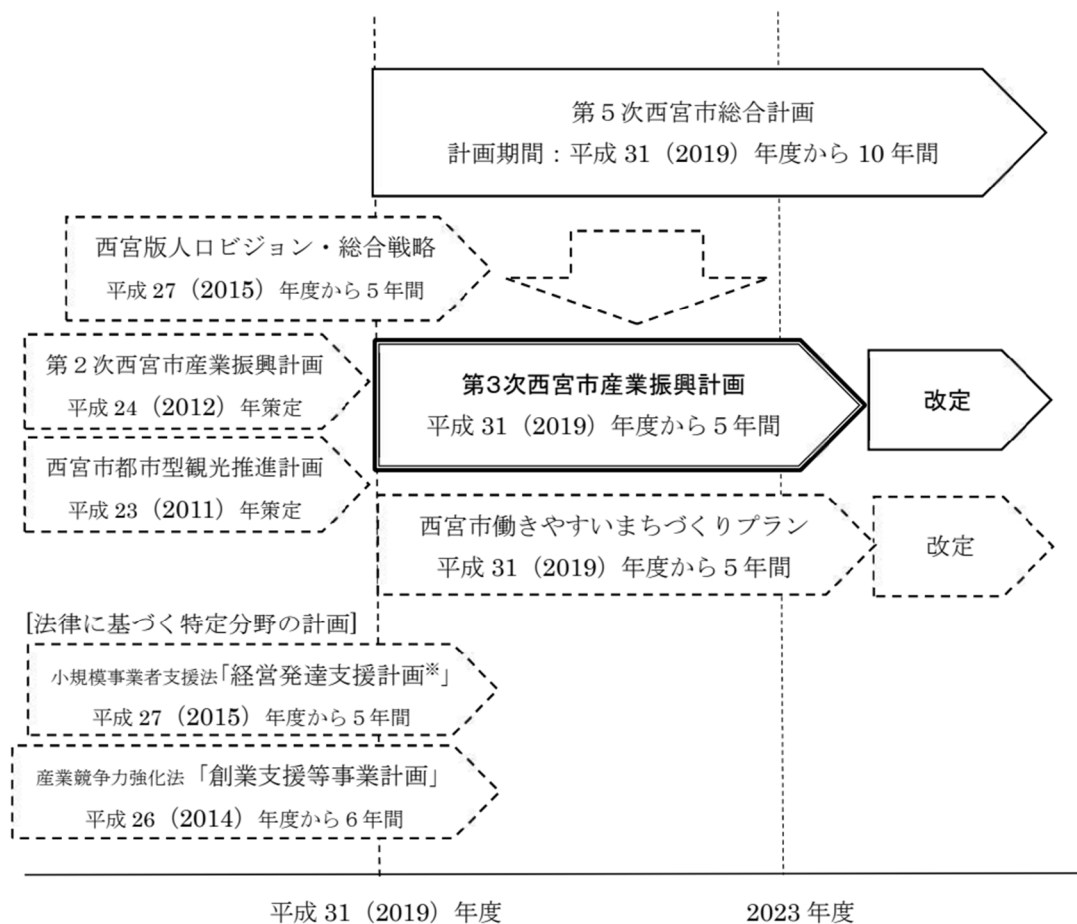 第５次西宮市総合計画
計画期間：平成 31（2019）年度から 10 年間
西宮版人口ビジョン・総合戦略
平成 27（2015）年度から５年間
第２次西宮市産業振興計画
平成 24（2012）年策定
第3次西宮市産業振興計画
平成 31（2019）年度から５年間
改定
西宮市都市型観光推進計画
平成 23（2011）年策定
西宮市働きやすいまちづくりプラン
平成 31（2019）年度から５年間
改定
[法律に基づく特定分野の計画]
小規模事業者支援法「経営発達支援計画※」
平成 27（2015）年度から５年間
産業競争力強化法「創業支援等事業計画」
平成 26（2014）年度から６年間
平成 31（2019）年度
2023 年度